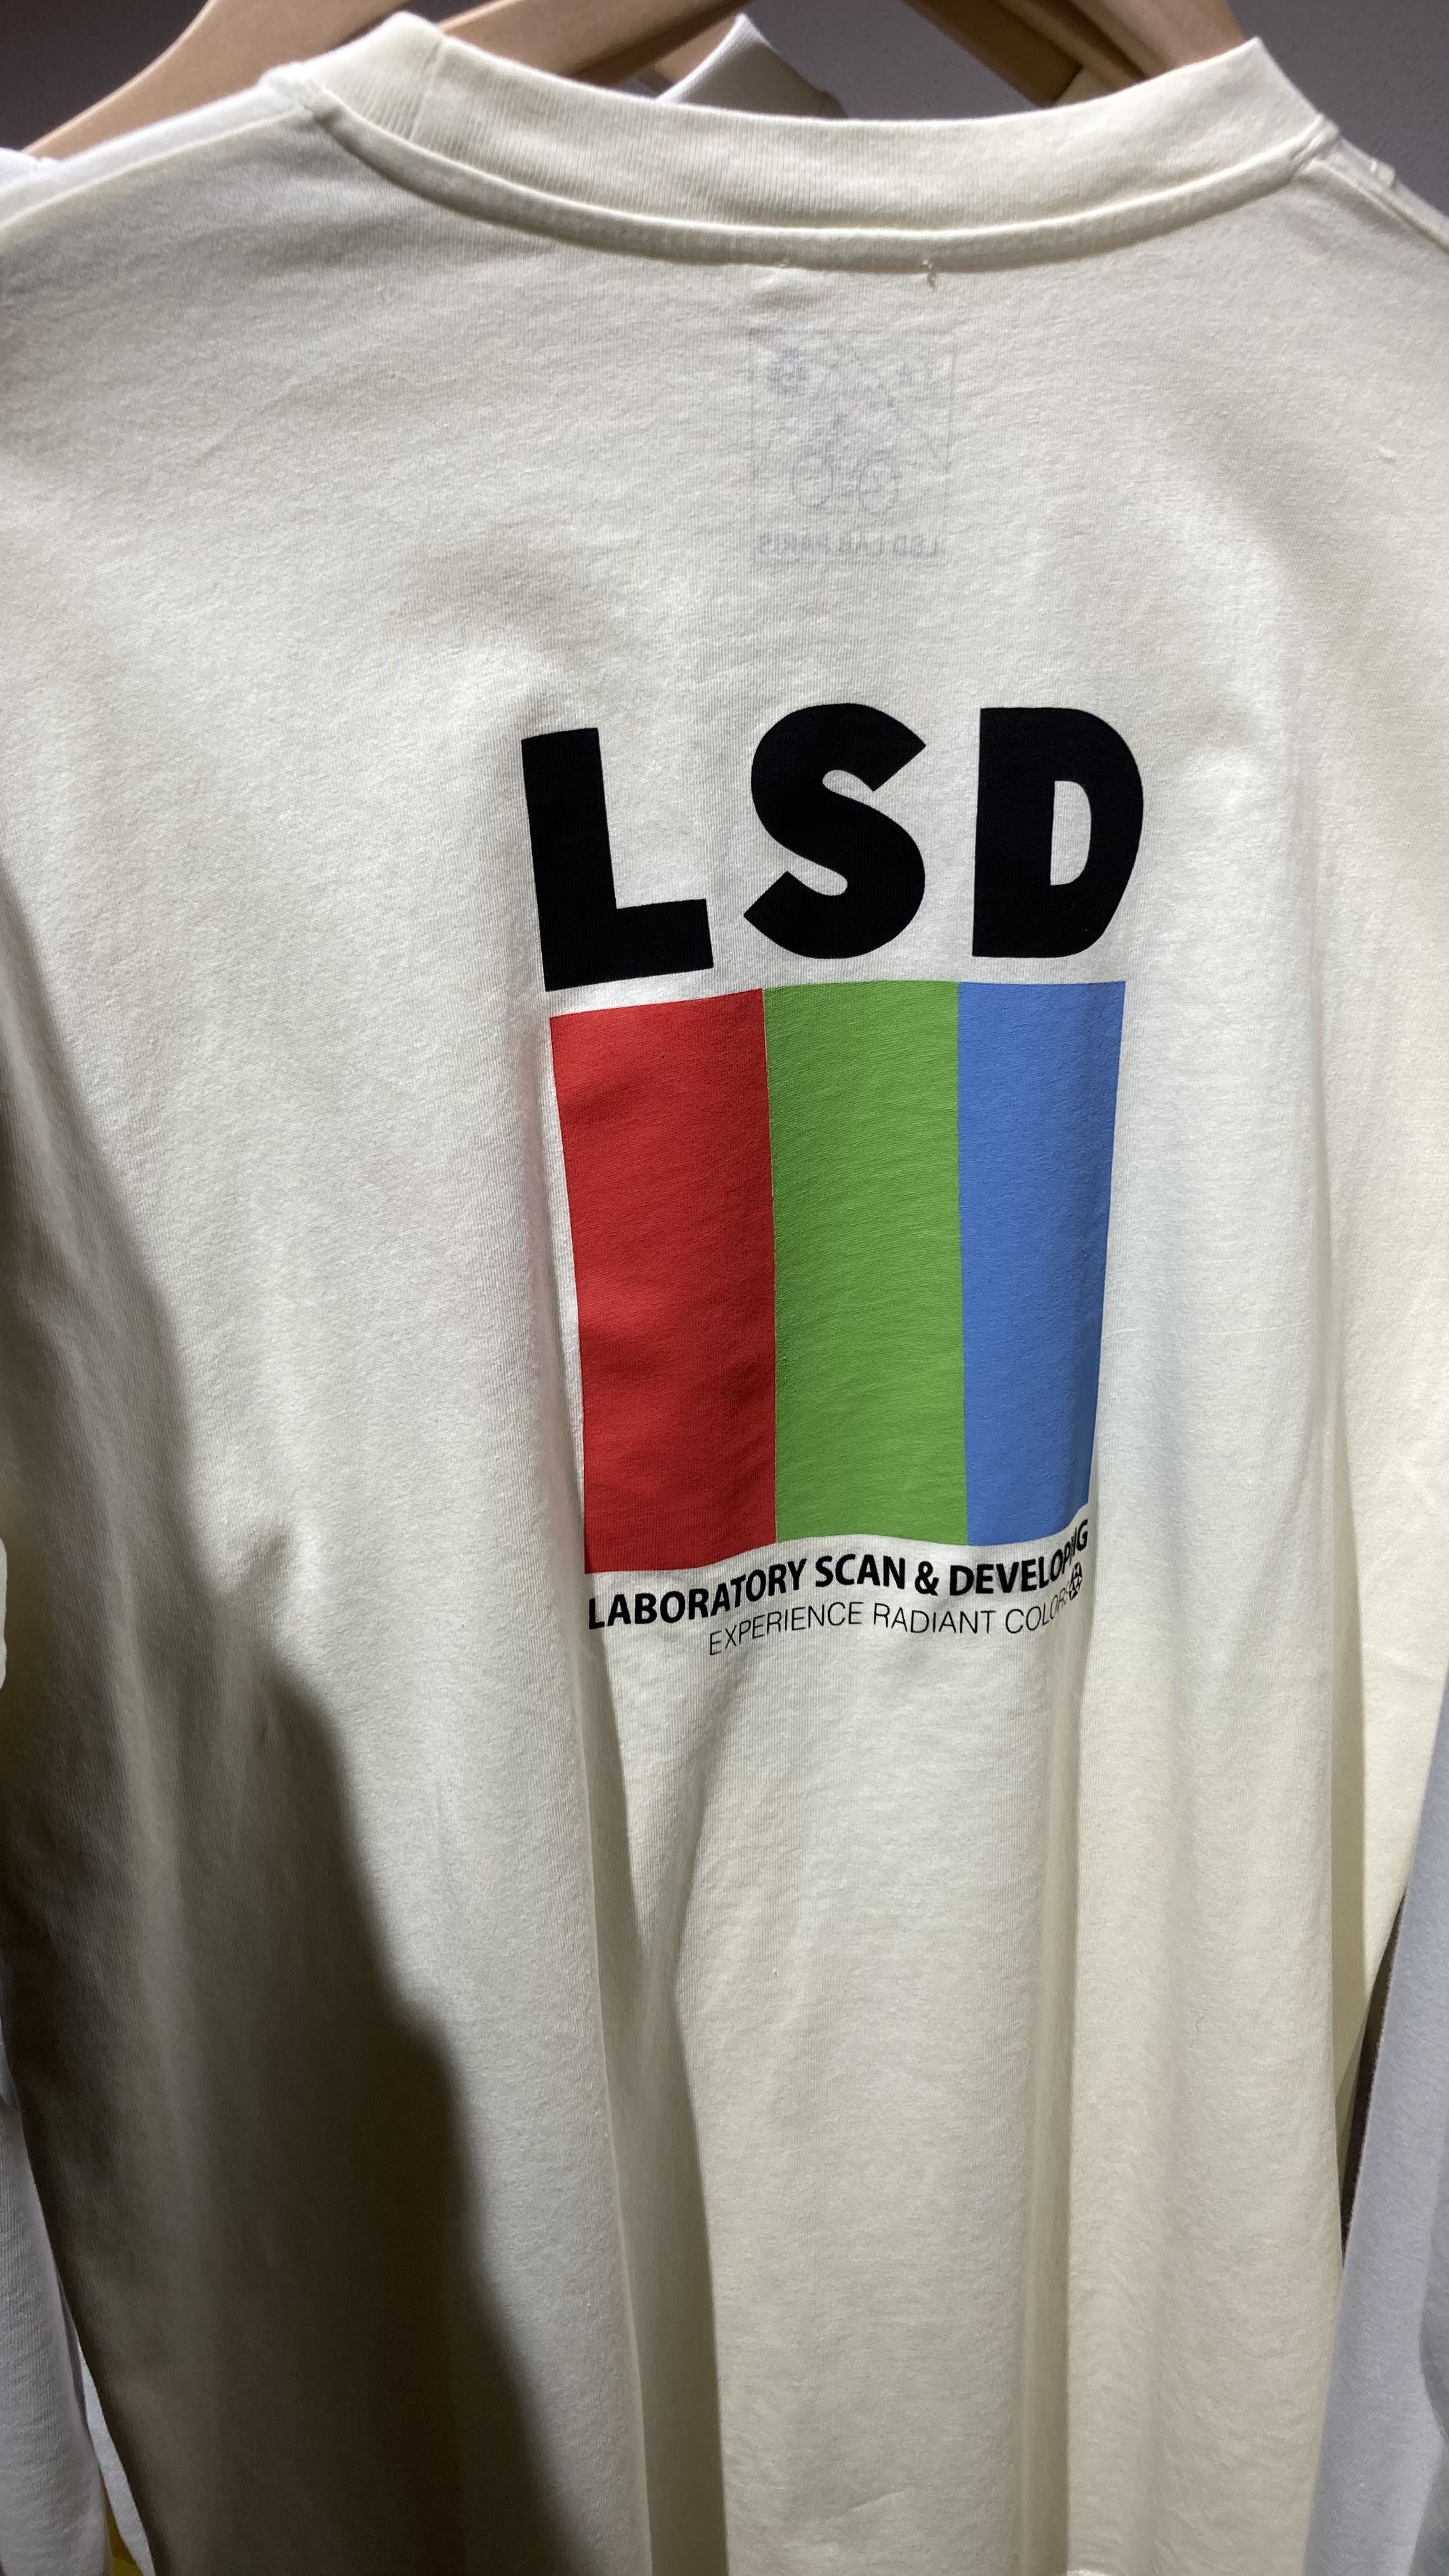 LSD
LABORATORY SCAN & DEVELOPING
EXPERIENCE RADIANT COLORS